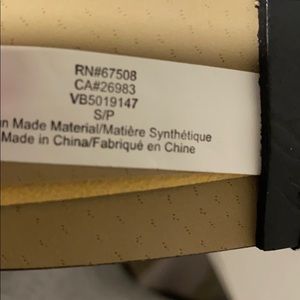 RN#67508
CA#26983
VB5019147
S/P
Made Material/Matière Synthétique
Made in China/Fabriqué en Chine